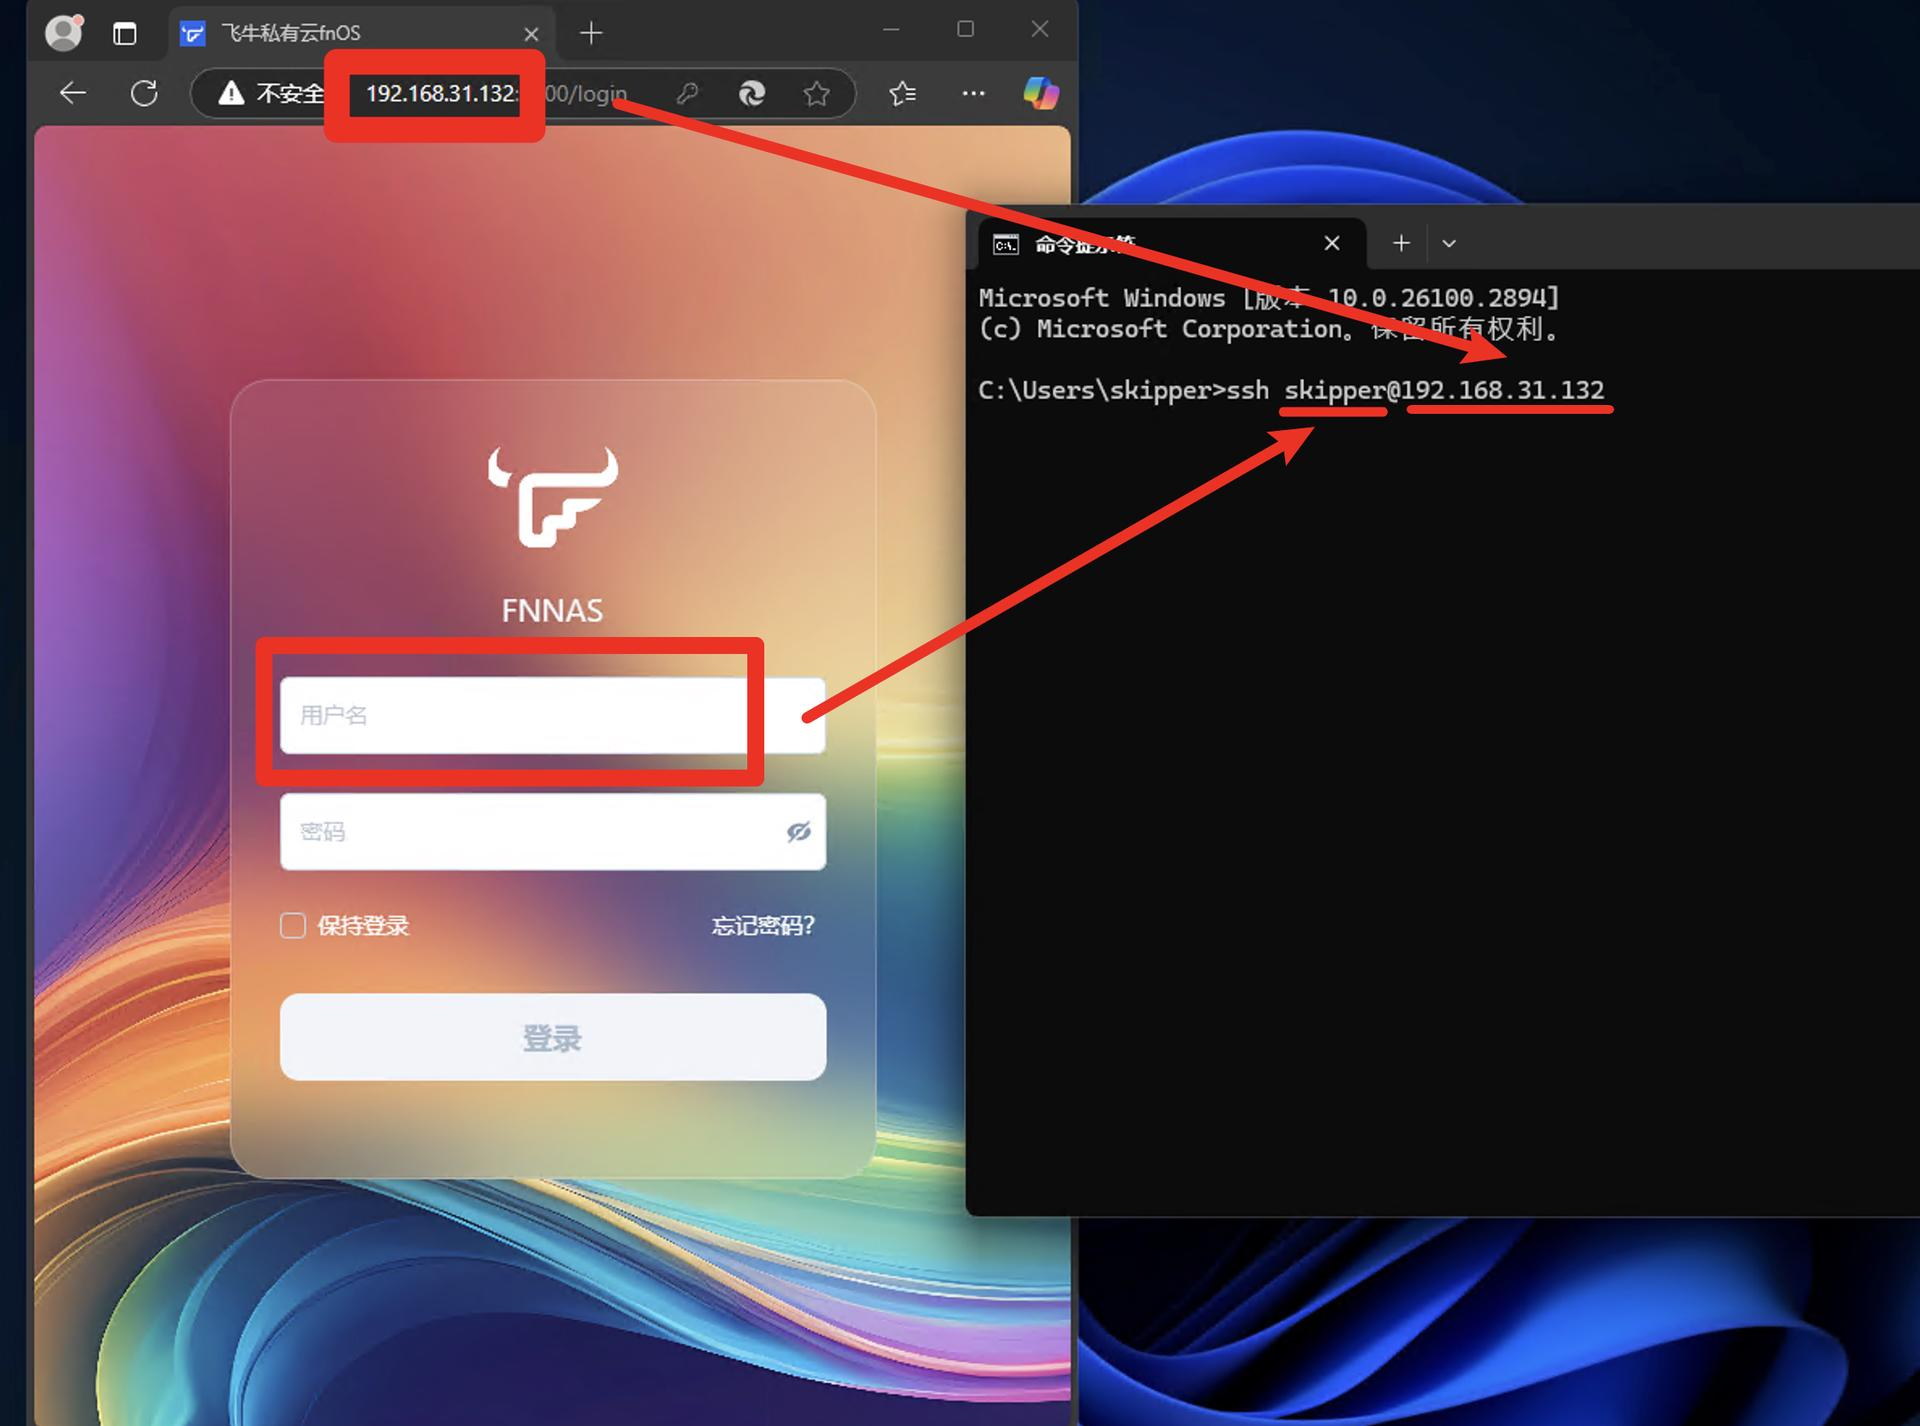 飞牛私有云fnOS
不安全
192.168.31.132:
00/login
命令提示符
Microsoft Windows [版本 10.0.26100.2894]
(c) Microsoft Corporation。保留所有权利。
C:\Users\skipper>ssh skipper@192.168.31.132
FNNAS
用户名
密码
保持登录
忘记密码?
登录